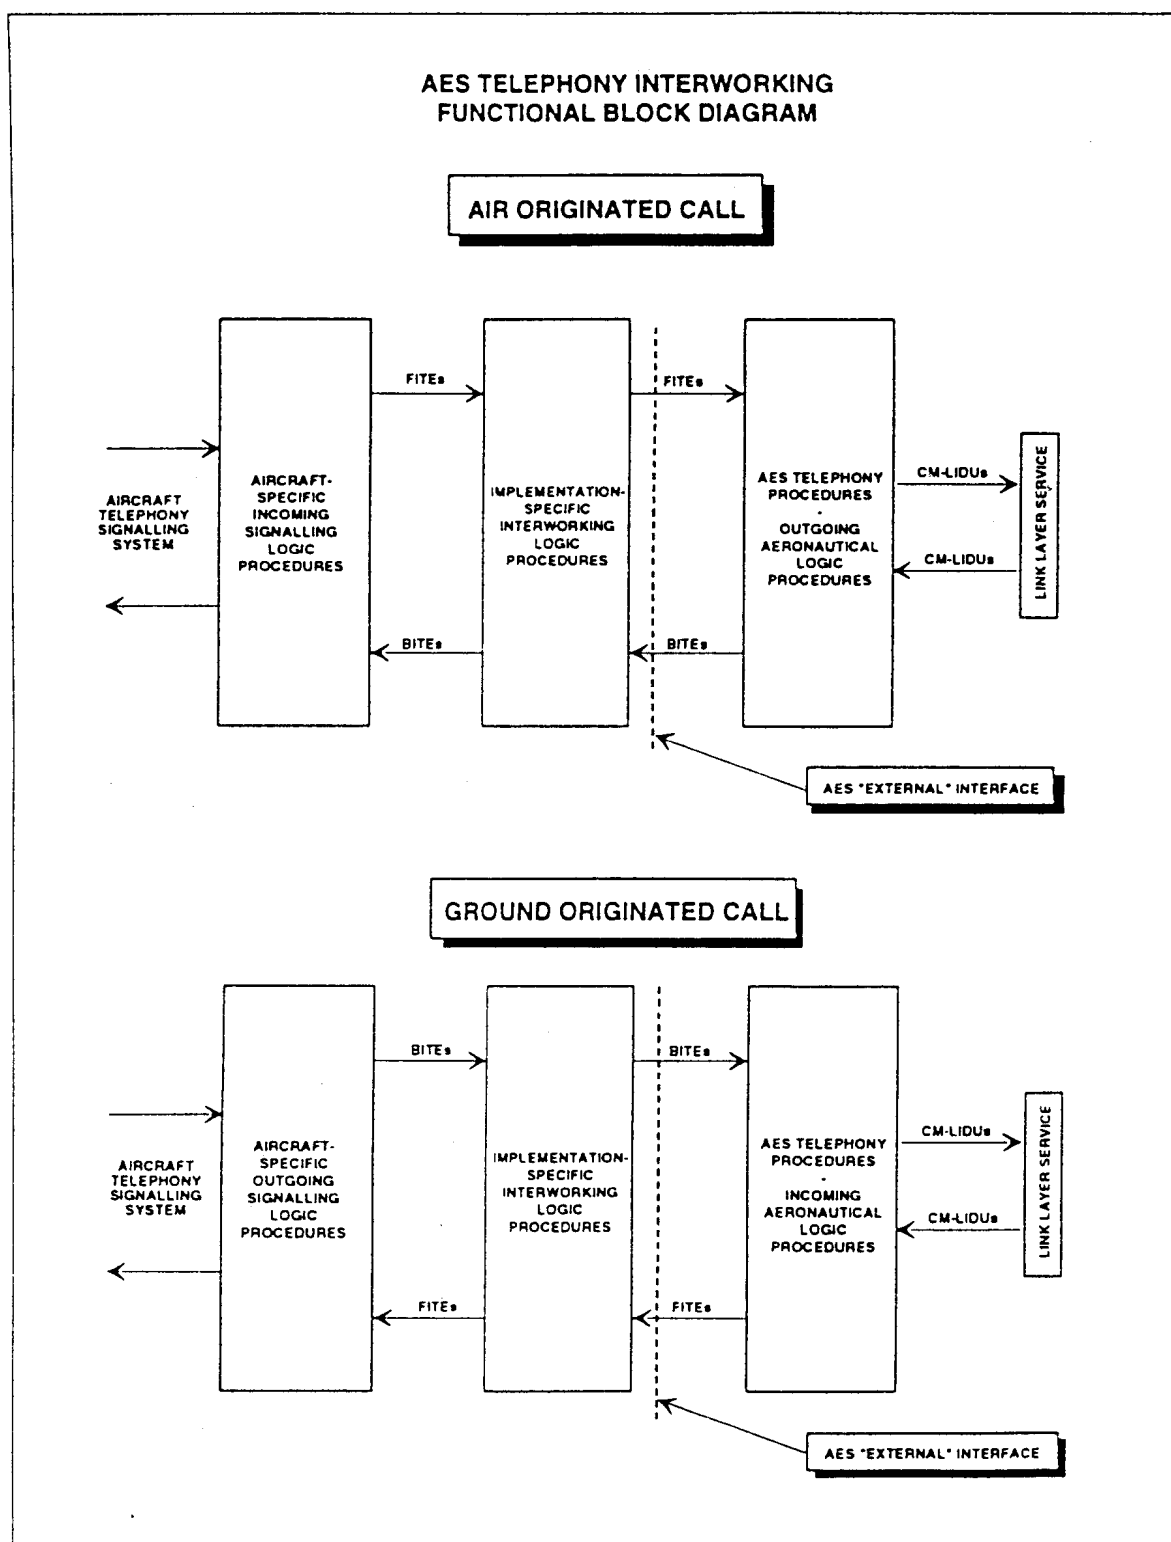 AES TELEPHONY INTERWORKING
FUNCTIONAL BLOCK DIAGRAM
AIR ORIGINATED CALL
FITEs
FITEs
AIRCRAFT
TELEPHONY
SIGNALLING
SYSTEM
AIRCRAFT-
SPECIFIC
INCOMING
SIGNALLING
LOGIC
PROCEDURES
IMPLEMENTATION-
SPECIFIC
INTERWORKING
LOGIC
PROCEDURES
AES TELEPHONY
PROCEDURES
-
OUTGOING
AERONAUTICAL
LOGIC
PROCEDURES
CM-LIDUs
CM-LIDUs
LINK LAYER SERVICE
BITEs
BITEs
AES "EXTERNAL" INTERFACE
GROUND ORIGINATED CALL
BITEs
BITEs
AIRCRAFT
TELEPHONY
SIGNALLING
SYSTEM
AIRCRAFT-
SPECIFIC
OUTGOING
SIGNALLING
LOGIC
PROCEDURES
IMPLEMENTATION-
SPECIFIC
INTERWORKING
LOGIC
PROCEDURES
AES TELEPHONY
PROCEDURES
-
INCOMING
AERONAUTICAL
LOGIC
PROCEDURES
CM-LIDUs
CM-LIDUs
LINK LAYER SERVICE
FITEs
FITEs
AES "EXTERNAL" INTERFACE